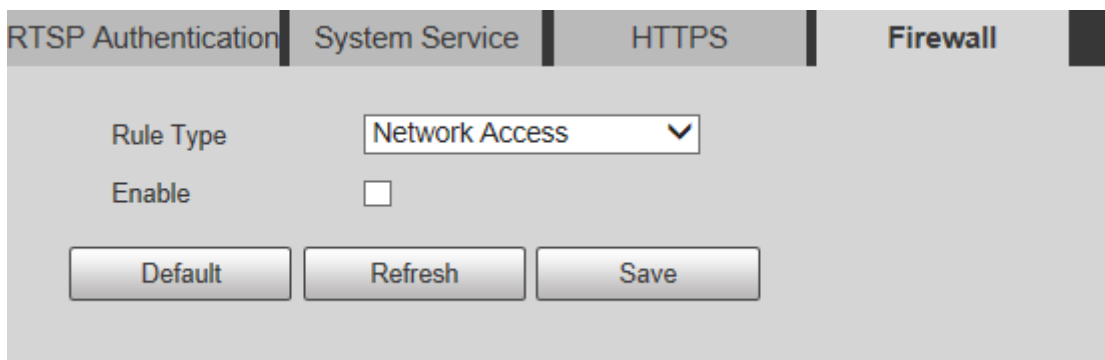 RTSP Authentication System Service HTTPS Firewall
Rule Type Network Access
Enable
Default Refresh Save